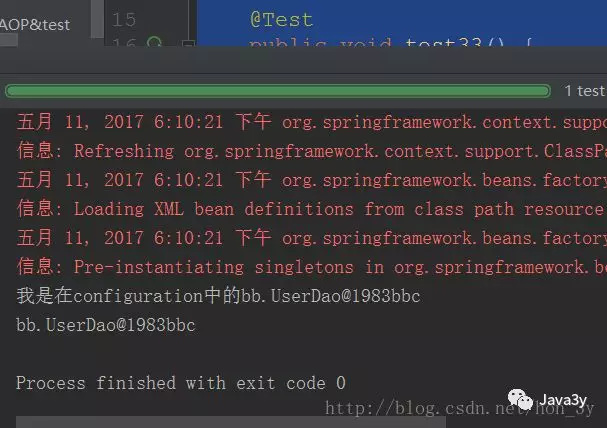 AOP&test
15 @Test
16 public void test33() {
1 test
五月 11, 2017 6:10:21 下午 org.springframework.context.suppo
信息: Refreshing org.springframework.context.support.ClassPa
五月 11, 2017 6:10:21 下午 org.springframework.beans.factory
信息: Loading XML bean definitions from class path resource
五月 11, 2017 6:10:21 下午 org.springframework.beans.factory
信息: Pre-instantiating singletons in org.springframework.be
我是在configuration中的bb.UserDao@1983bbc
bb.UserDao@1983bbc
Process finished with exit code 0
Java3y
http://blog.csdn.net/hon_3y